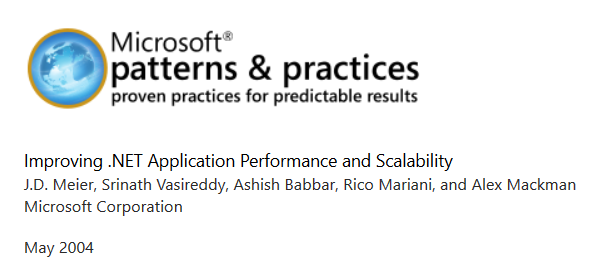 Microsoft®
patterns & practices
proven practices for predictable results
Improving .NET Application Performance and Scalability
J.D. Meier, Srinath Vasireddy, Ashish Babbar, Rico Mariani, and Alex Mackman
Microsoft Corporation
May 2004